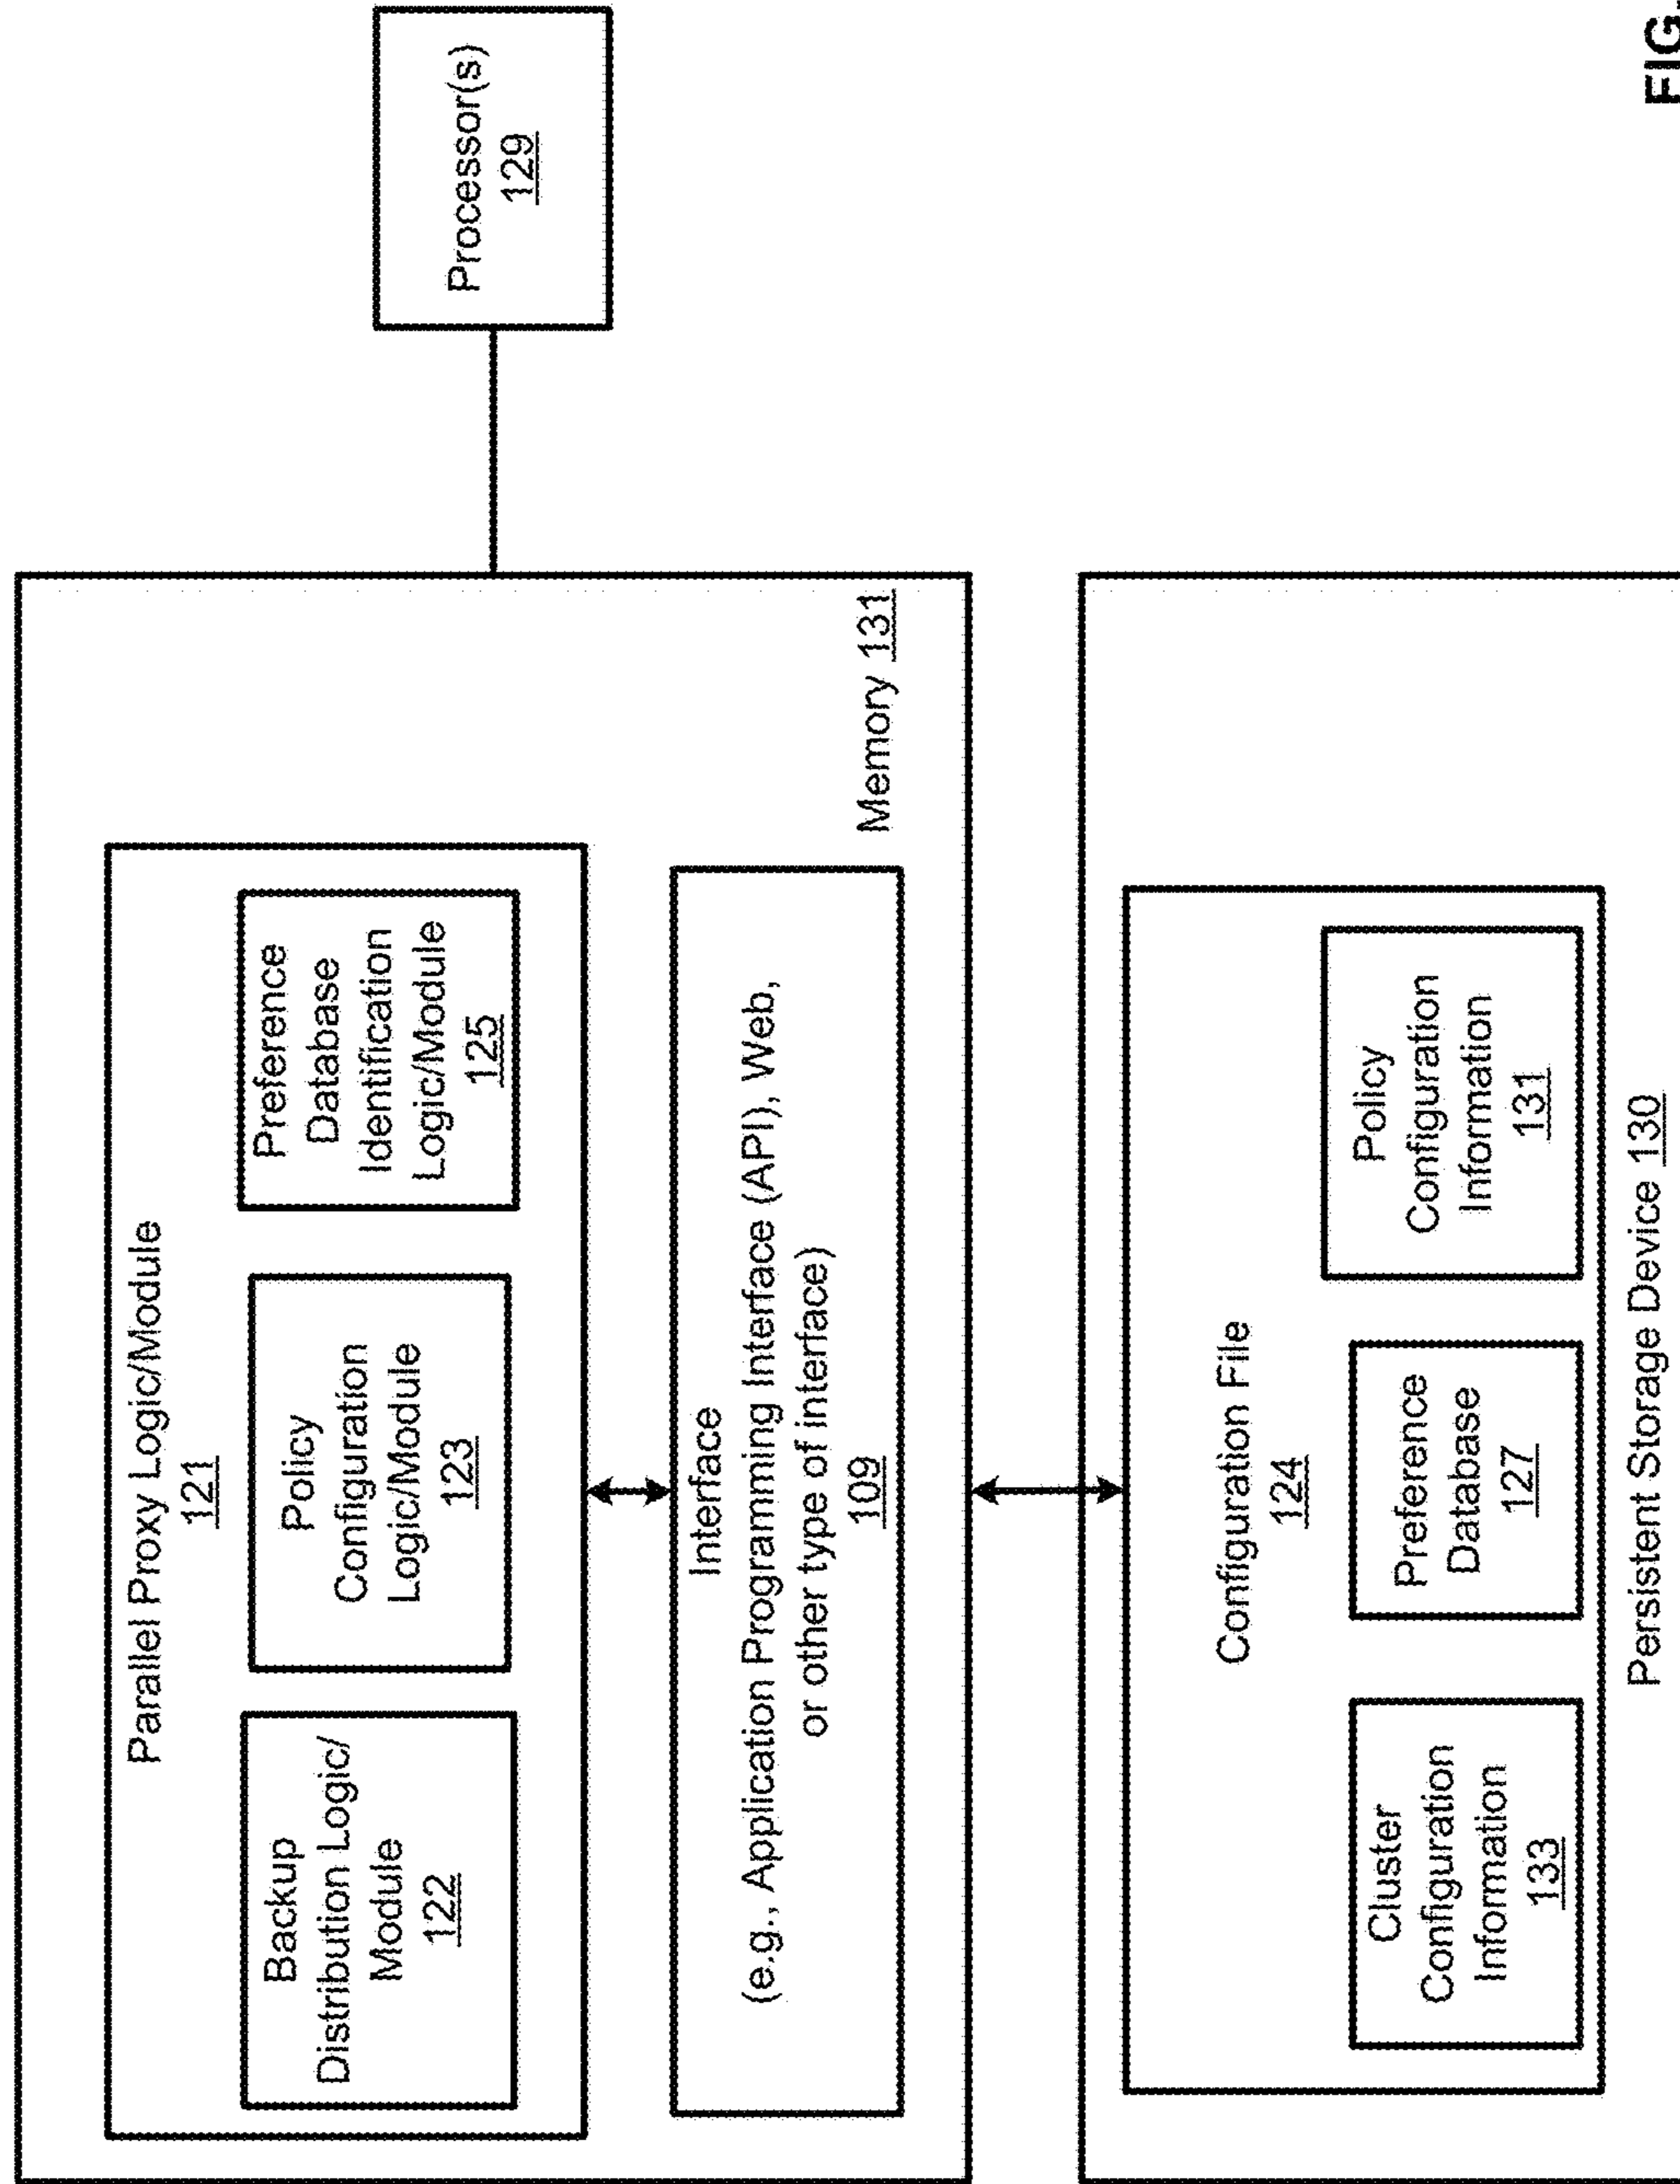 Parallel Proxy Logic/Module
121
Backup
Distribution Logic/
Module
122
Policy
Configuration
Logic/Module
123
Preference
Database
Identification
Logic/Module
125
Interface
(e.g., Application Programming Interface (API), Web,
or other type of interface)
109
Memory 131
Processor(s)
129
Configuration File
124
Cluster
Configuration
Information
133
Preference
Database
127
Policy
Configuration
Information
131
Persistent Storage Device 130
FIG.